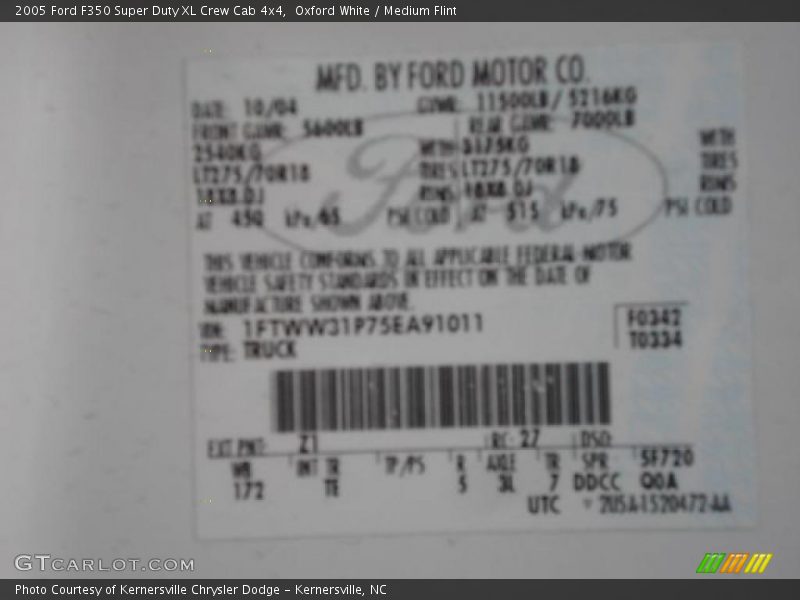 2005 Ford F350 Super Duty XL Crew Cab 4x4,  Oxford White / Medium Flint
MFD. BY FORD MOTOR CO.
DATE: 10/04 GVWR: 11500LB/ 5216KG
FRONT GAWR: 5600LB REAR GAWR: 7000LB
2540KG WITH 3175KG WITH
LT275/70R18 TIRES LT275/70R18 TIRES
18X8.0J RIMS 18X8.0J RIMS
AT 450 kPa/65 PSI COLD AT 515 kPa/75 PSI COLD
Ford
THIS VEHICLE CONFORMS TO ALL APPLICABLE FEDERAL MOTOR
VEHICLE SAFETY STANDARDS IN EFFECT ON THE DATE OF
MANUFACTURE SHOWN ABOVE.
VIN: 1FTWW31P75EA91011 F0342
TYPE: TRUCK T0334
EXT PNT: Z1 RC: 27 DSO:
WB INT TR TP/PS R AXLE TR SPR 5F720
172 TE 5 3L 7 DDCC Q0A
UTC 2U5A-1520472-AA
GTCARLOT.COM
Photo Courtesy of Kernersville Chrysler Dodge – Kernersville, NC